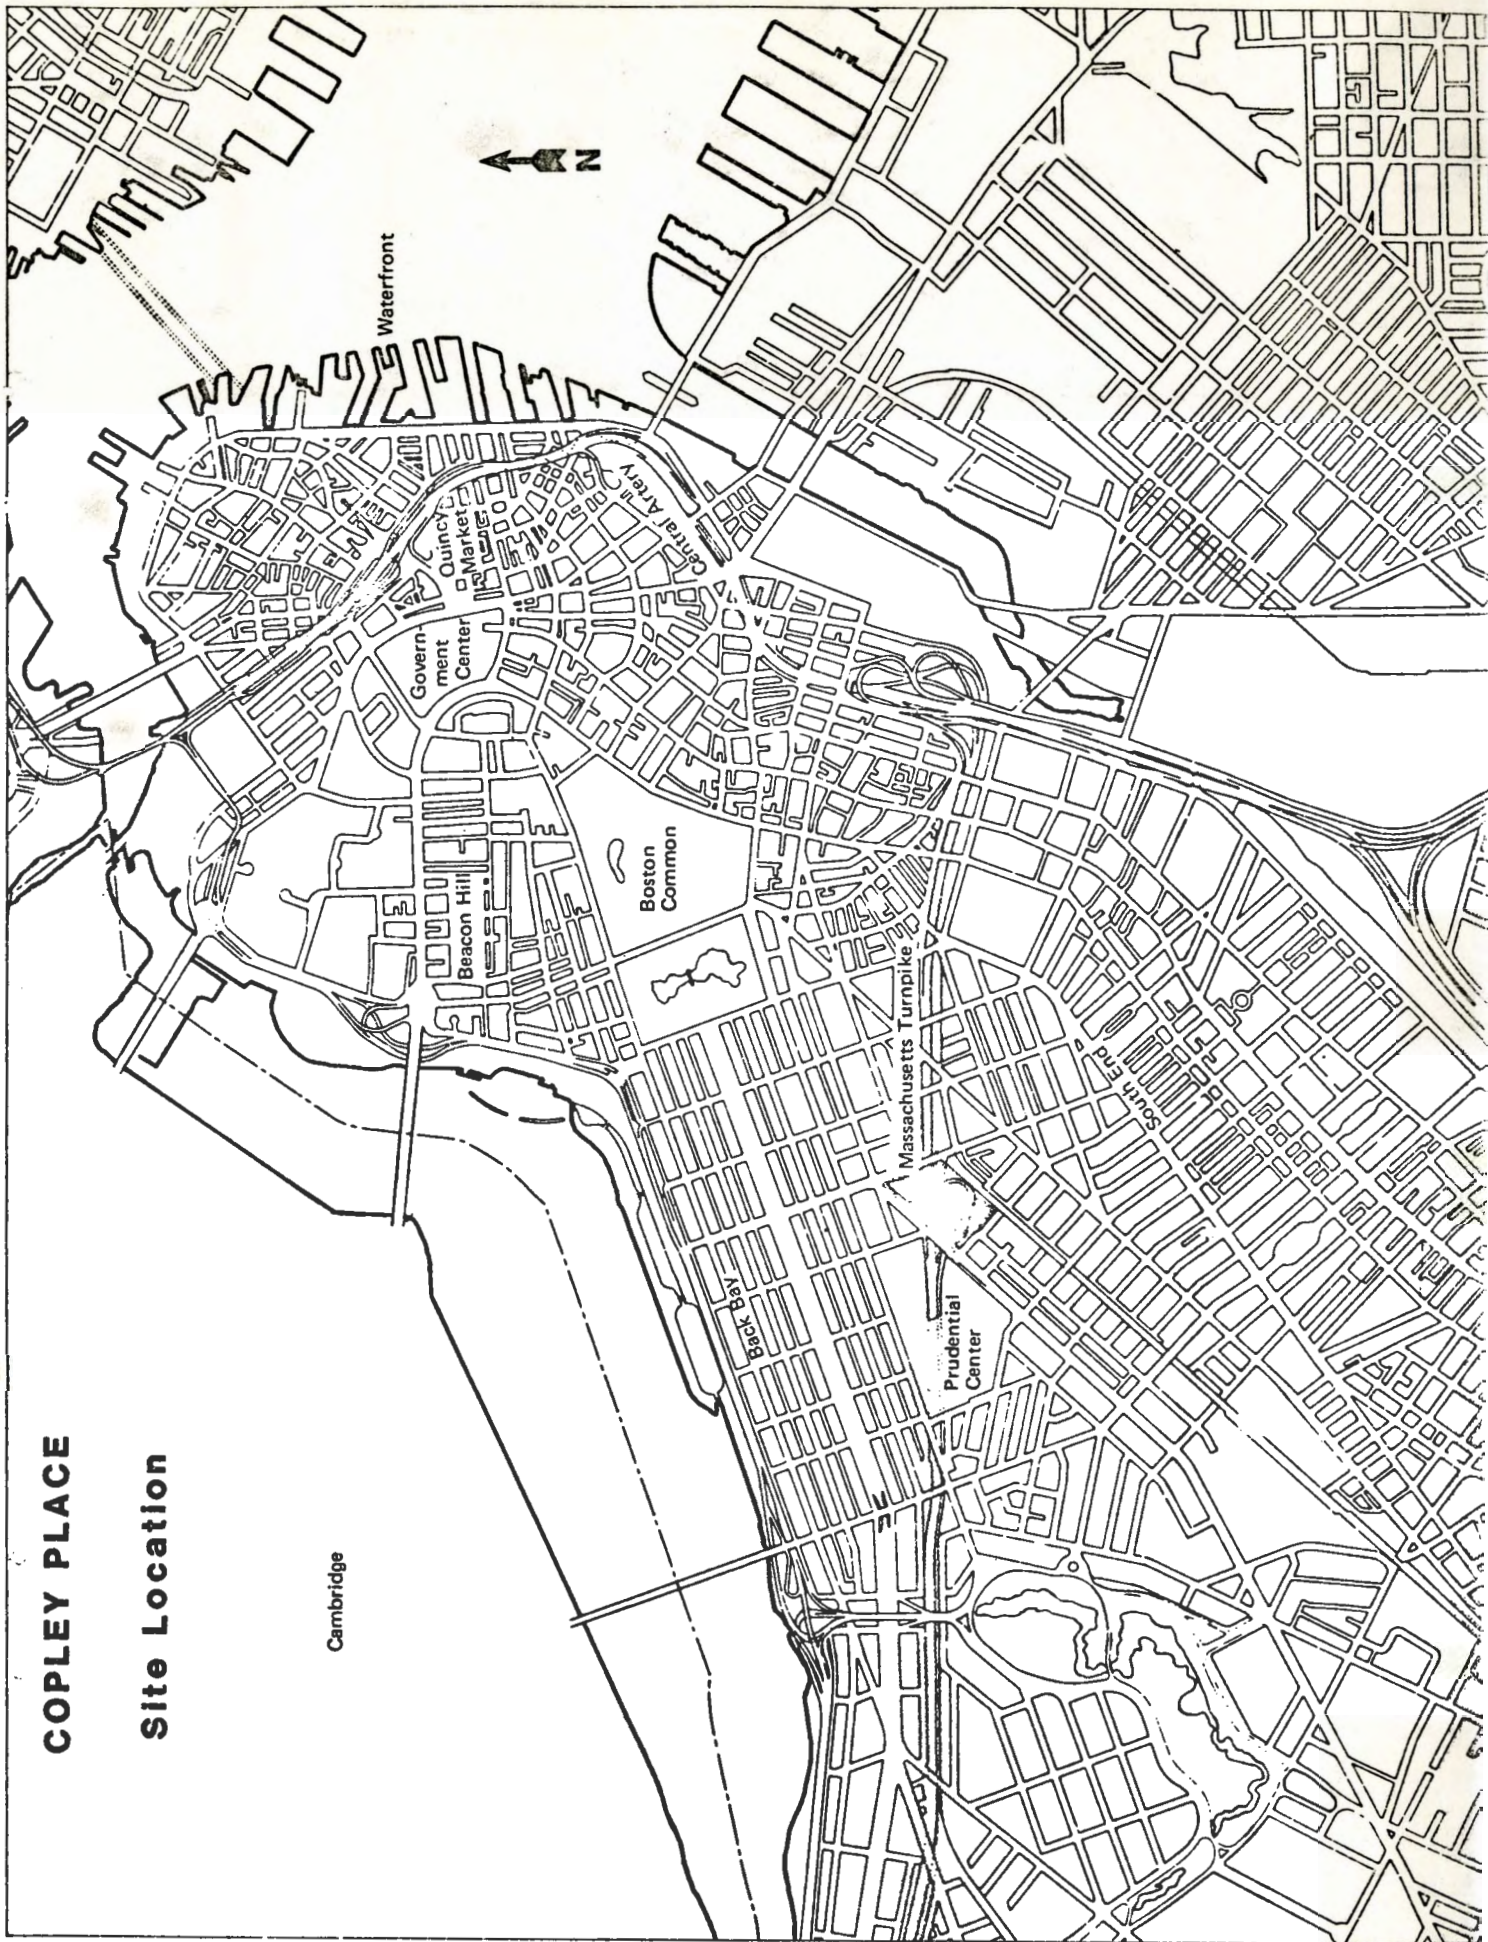 COPLEY PLACE
Site Location
Cambridge
Waterfront
N
Quincy
Market
Govern-
ment
Center
Central Artery
Beacon Hill
Boston
Common
Massachusetts Turnpike
South End
Back Bay
Prudential
Center